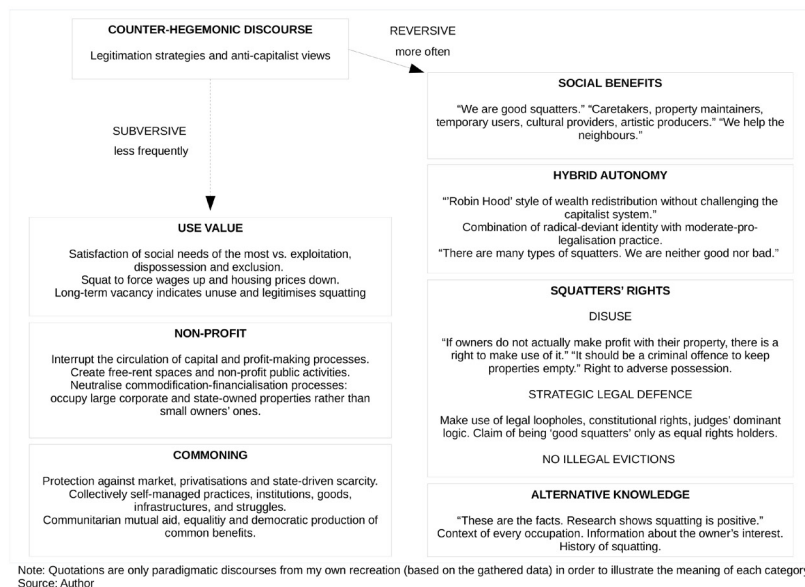 COUNTER-HEGEMONIC DISCOURSE
Legitimation strategies and anti-capitalist views
REVERSIVE
more often
SUBVERSIVE
less frequently
USE VALUE
Satisfaction of social needs of the most vs. exploitation,
dispossession and exclusion.
Squat to force wages up and housing prices down.
Long-term vacancy indicates unuse and legitimises squatting
NON-PROFIT
Interrupt the circulation of capital and profit-making processes.
Create free-rent spaces and non-profit public activities.
Neutralise commodification-financialisation processes:
occupy large corporate and state-owned properties rather than
small owners’ ones.
COMMONING
Protection against market, privatisations and state-driven scarcity.
Collectively self-managed practices, institutions, goods,
infrastructures, and struggles.
Communitarian mutual aid, equalitiy and democratic production of
common benefits.
SOCIAL BENEFITS
“We are good squatters.” “Caretakers, property maintainers,
temporary users, cultural providers, artistic producers.” “We help the
neighbours.”
HYBRID AUTONOMY
“’Robin Hood’ style of wealth redistribution without challenging the
capitalist system.”
Combination of radical-deviant identity with moderate-pro-
legalisation practice.
“There are many types of squatters. We are neither good nor bad.”
SQUATTERS’ RIGHTS
DISUSE
“If owners do not actually make profit with their property, there is a
right to make use of it.” “It should be a criminal offence to keep
properties empty.” Right to adverse possession.
STRATEGIC LEGAL DEFENCE
Make use of legal loopholes, constitutional rights, judges’ dominant
logic. Claim of being ‘good squatters’ only as equal rights holders.
NO ILLEGAL EVICTIONS
ALTERNATIVE KNOWLEDGE
“These are the facts. Research shows squatting is positive.”
Context of every occupation. Information about the owner’s interest.
History of squatting.
Note: Quotations are only paradigmatic discourses from my own recreation (based on the gathered data) in order to illustrate the meaning of each category
Source: Author